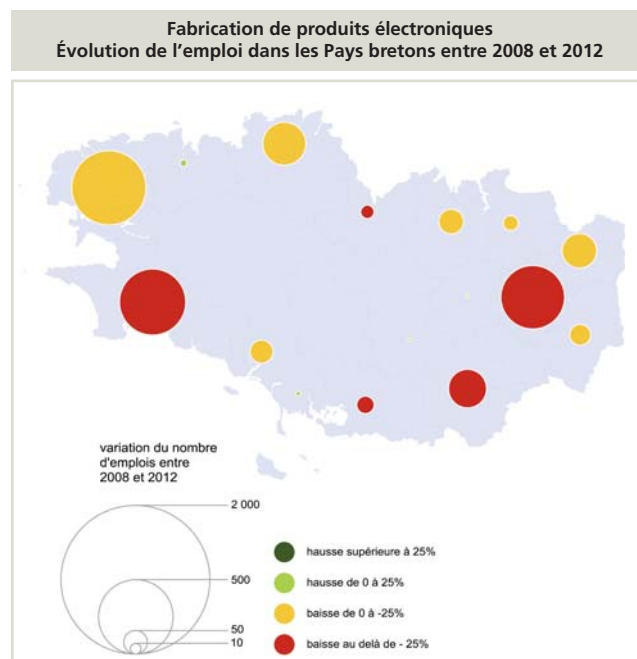 Fabrication de produits électroniques
Évolution de l’emploi dans les Pays bretons entre 2008 et 2012
variation du nombre
d'emplois entre
2008 et 2012
2 000
500
50
10
hausse supérieure à 25%
hausse de 0 à 25%
baisse de 0 à -25%
baisse au delà de - 25%